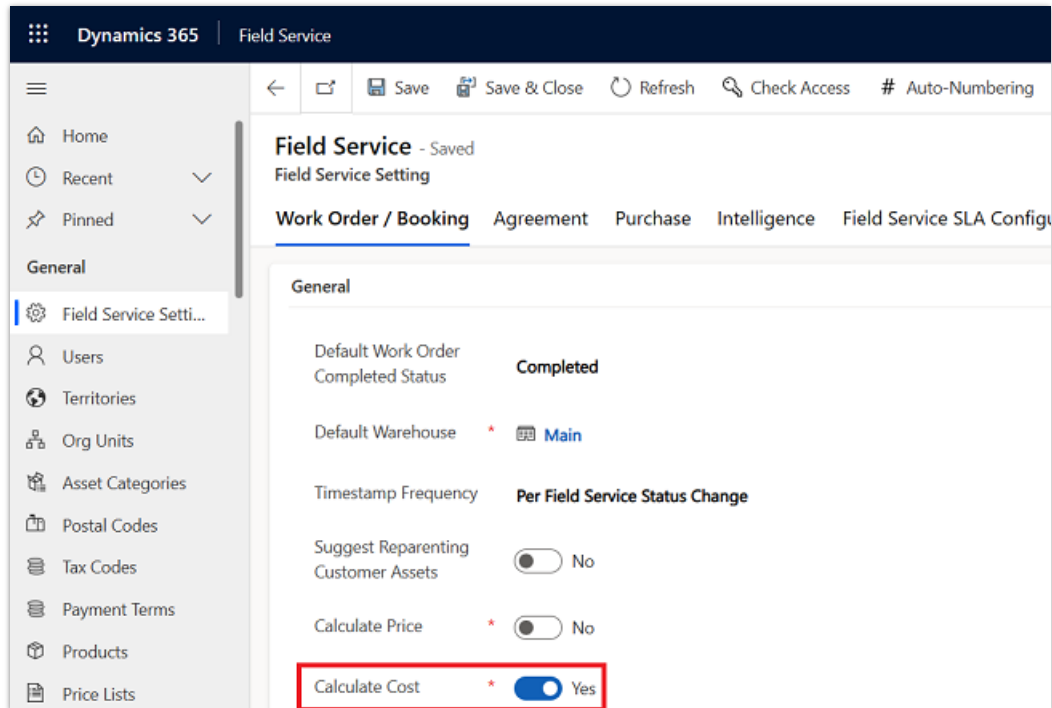 Dynamics 365 | Field Service
Save Save & Close Refresh Check Access # Auto-Numbering
Home
Recent
Pinned
General
Field Service Setti...
Users
Territories
Org Units
Asset Categories
Postal Codes
Tax Codes
Payment Terms
Products
Price Lists
Field Service - Saved
Field Service Setting
Work Order / Booking Agreement Purchase Intelligence Field Service SLA Configu
General
Default Work Order
Completed Status
Completed
Default Warehouse * Main
Timestamp Frequency Per Field Service Status Change
Suggest Reparenting
Customer Assets
No
Calculate Price * No
Calculate Cost * Yes